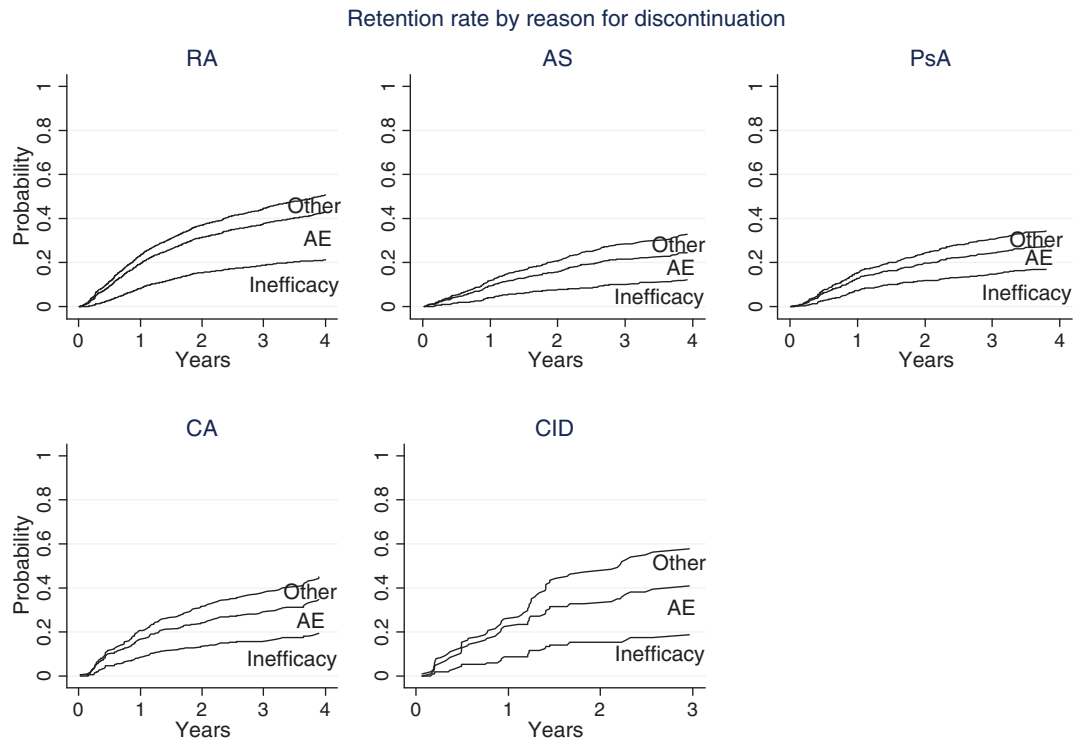 Retention rate by reason for discontinuation
RA
AS
PsA
Probability
1
0.8
0.6
0.4
0.2
0
Other
AE
Inefficacy
0 1 2 3 4
Years
1
0.8
0.6
0.4
0.2
0
Other
AE
Inefficacy
0 1 2 3 4
Years
1
0.8
0.6
0.4
0.2
0
Other
AE
Inefficacy
0 1 2 3 4
Years
CA
CID
Probability
1
0.8
0.6
0.4
0.2
0
Other
AE
Inefficacy
0 1 2 3 4
Years
1
0.8
0.6
0.4
0.2
0
Other
AE
Inefficacy
0 1 2 3
Years